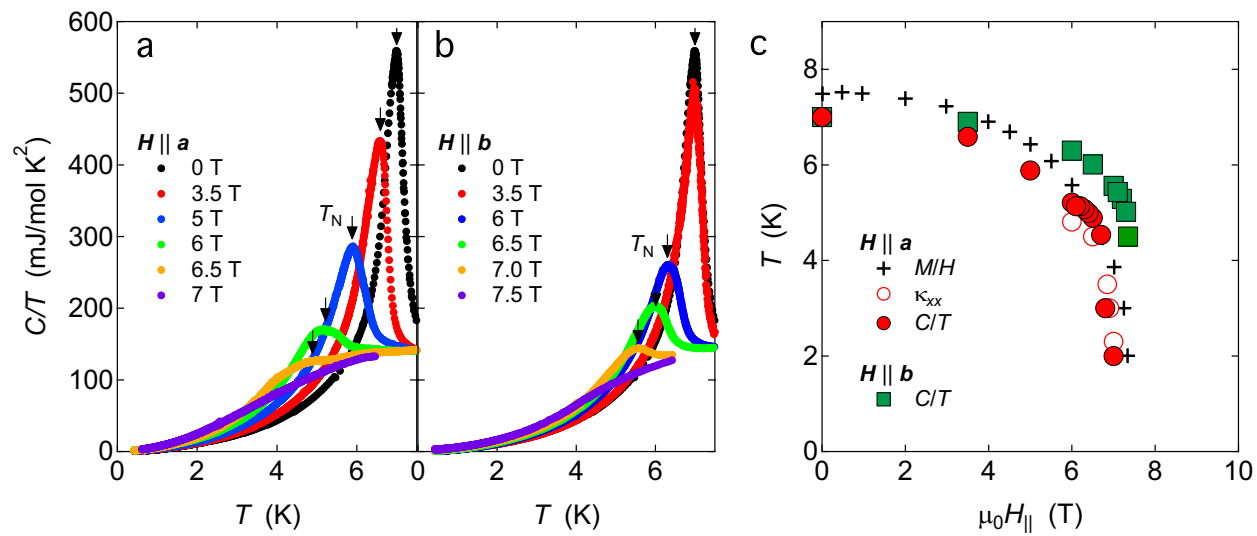 a
600
500
400
300
200
100
0
C/T (mJ/mol K²)
H || a
0 T
3.5 T
5 T
6 T
6.5 T
7 T
T_N
0 2 4 6
T (K)
b
H || b
0 T
3.5 T
6 T
6.5 T
7.0 T
7.5 T
T_N
0 2 4 6
T (K)
c
8
6
4
2
0
T (K)
H || a
M/H
κ_xx
C/T
H || b
C/T
0 2 4 6 8 10
μ₀H_|| (T)